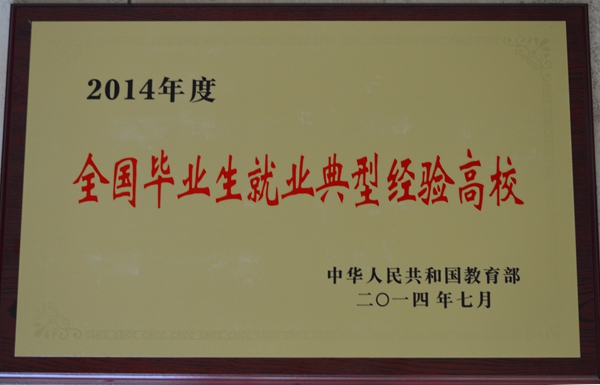 2014年度
全国毕业生就业典型经验高校
中华人民共和国教育部
二〇一四年七月